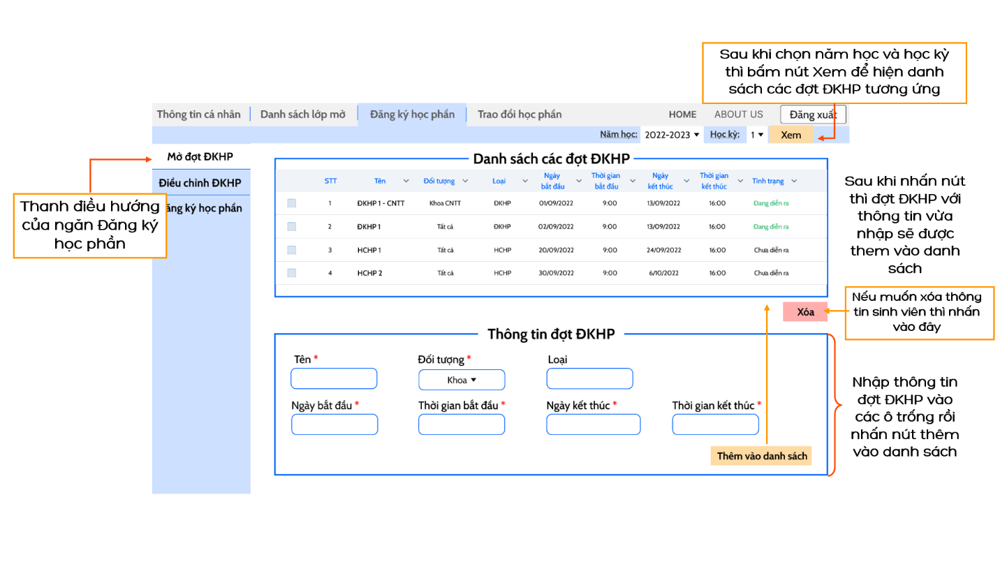 Sau khi chọn năm học và học kỳ
thì bấm nút Xem để hiện danh
sách các đợt ĐKHP tương ứng
Thông tin cá nhân
Danh sách lớp mở
Đăng ký học phần
Trao đổi học phần
HOME
ABOUT US
Đăng xuất
Năm học:
2022-2023
Học kỳ:
1
Xem
Mở đợt ĐKHP
Điều chỉnh ĐKHP
ăng ký học phần
Thanh điều hướng
của ngăn Đăng ký
học phần
Danh sách các đợt ĐKHP
STT Tên Đối tượng Loại Ngày bắt đầu Thời gian bắt đầu Ngày kết thúc Thời gian kết thúc Tình trạng
1 ĐKHP 1 - CNTT Khoa CNTT ĐKHP 01/09/2022 9:00 13/09/2022 16:00 Đang diễn ra
2 ĐKHP 1 Tất cả ĐKHP 02/09/2022 9:00 13/09/2022 16:00 Đang diễn ra
3 HCHP 1 Tất cả HCHP 20/09/2022 9:00 24/09/2022 16:00 Chưa diễn ra
4 HCHP 2 Tất cả HCHP 30/09/2022 9:00 6/10/2022 16:00 Chưa diễn ra
Sau khi nhấn nút
thì đợt ĐKHP với
thông tin vừa
nhập sẽ được
them vào danh
sách
Xóa
Nếu muốn xóa thông
tin sinh viên thì nhấn
vào đây
Thông tin đợt ĐKHP
Tên *
Đối tượng *
Loại
Khoa
Ngày bắt đầu *
Thời gian bắt đầu *
Ngày kết thúc *
Thời gian kết thúc *
Thêm vào danh sách
Nhập thông tin
đợt ĐKHP vào
các ô trống rồi
nhấn nút thêm
vào danh sách